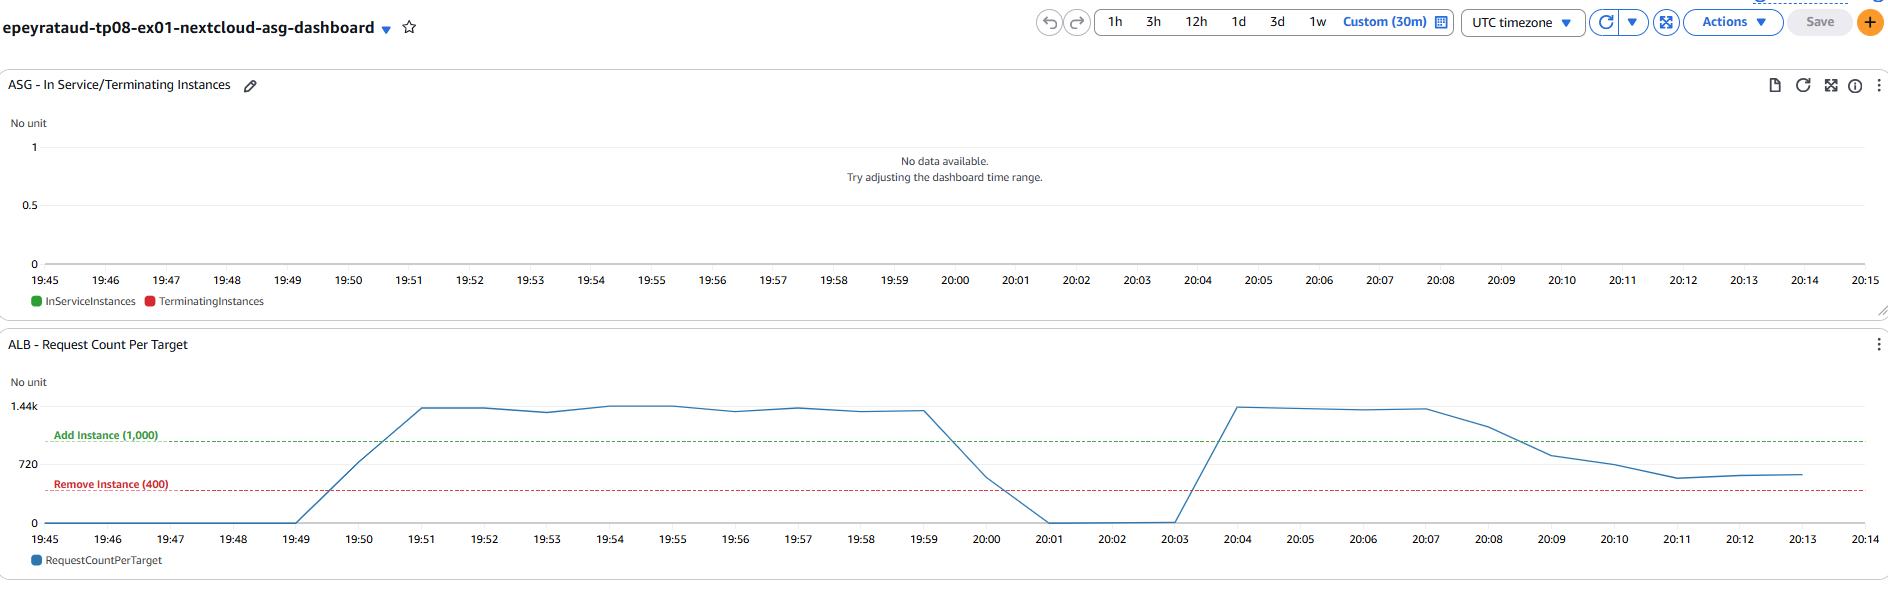 epeyrataud-tp08-ex01-nextcloud-asg-dashboard
1h 3h 12h 1d 3d 1w Custom (30m) UTC timezone Actions Save +
ASG - In Service/Terminating Instances
No unit
1
No data available.
Try adjusting the dashboard time range.
0.5
0
19:45 19:46 19:47 19:48 19:49 19:50 19:51 19:52 19:53 19:54 19:55 19:56 19:57 19:58 19:59 20:00 20:01 20:02 20:03 20:04 20:05 20:06 20:07 20:08 20:09 20:10 20:11 20:12 20:13 20:14 20:15
InServiceInstances TerminatingInstances
ALB - Request Count Per Target
No unit
1.44k
Add Instance (1,000)
720
Remove Instance (400)
0
19:45 19:46 19:47 19:48 19:49 19:50 19:51 19:52 19:53 19:54 19:55 19:56 19:57 19:58 19:59 20:00 20:01 20:02 20:03 20:04 20:05 20:06 20:07 20:08 20:09 20:10 20:11 20:12 20:13 20:14
RequestCountPerTarget